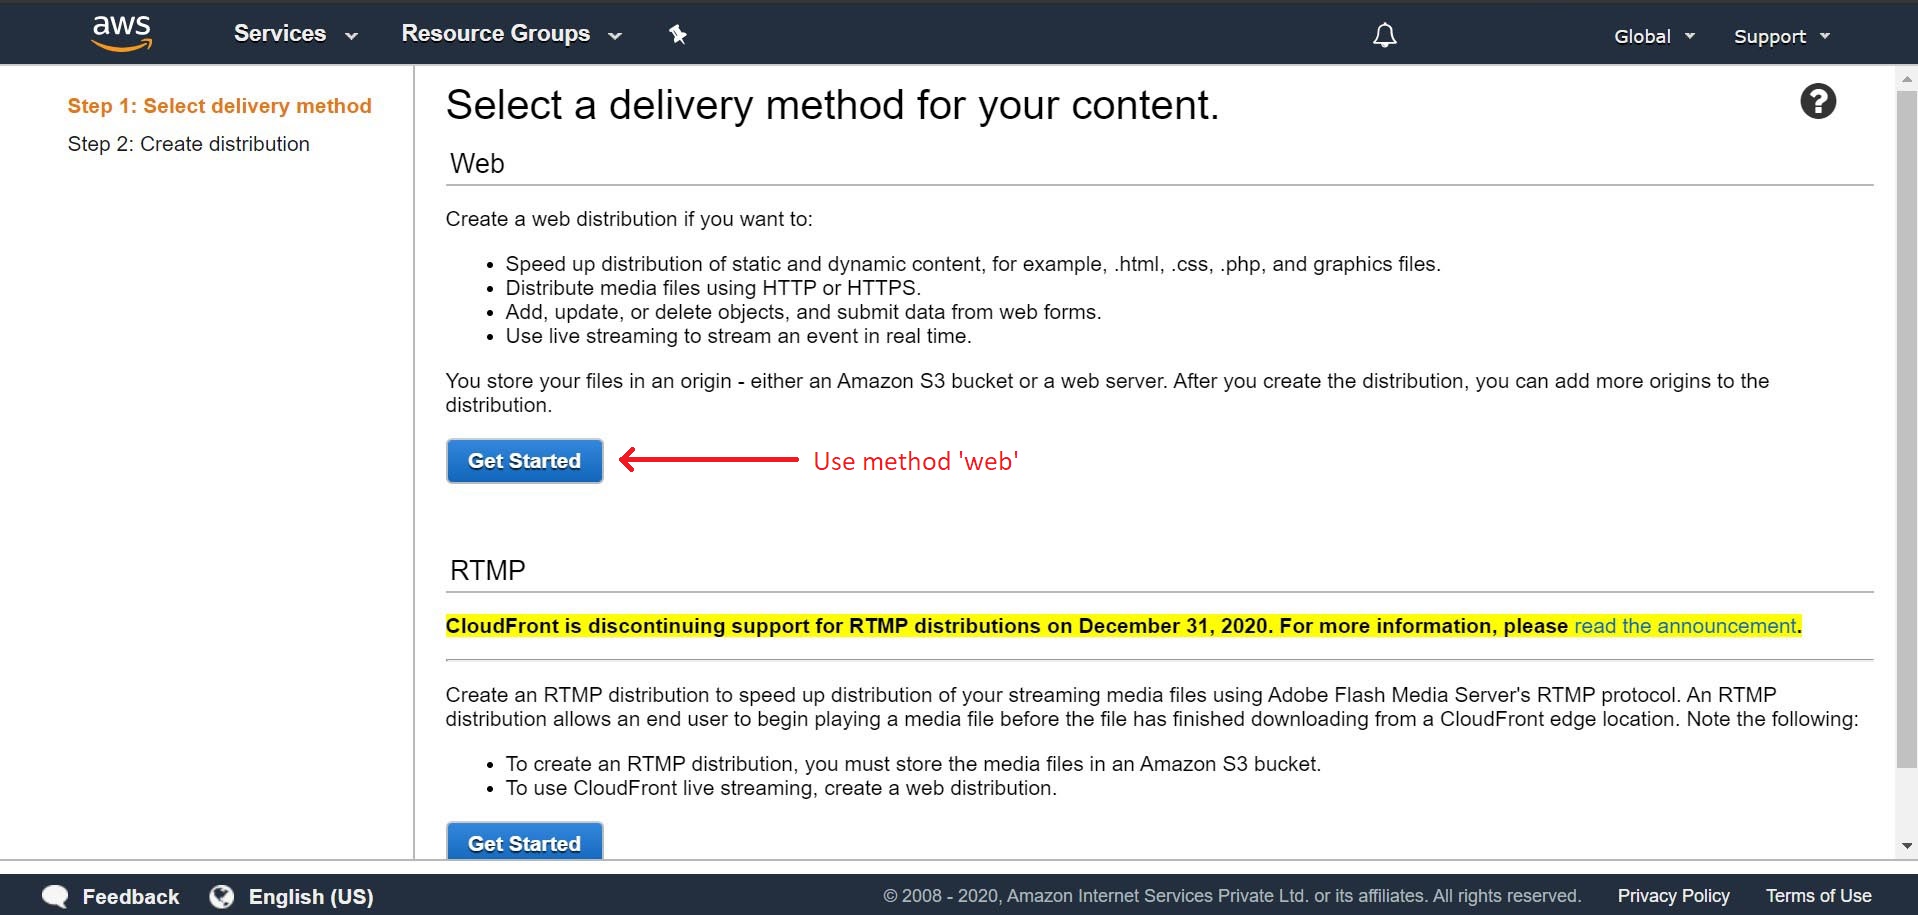 aws
Services
Resource Groups
Global
Support
Step 1: Select delivery method
Step 2: Create distribution
Select a delivery method for your content.
?
Web
Create a web distribution if you want to:
• Speed up distribution of static and dynamic content, for example, .html, .css, .php, and graphics files.
• Distribute media files using HTTP or HTTPS.
• Add, update, or delete objects, and submit data from web forms.
• Use live streaming to stream an event in real time.
You store your files in an origin - either an Amazon S3 bucket or a web server. After you create the distribution, you can add more origins to the
distribution.
Get Started
Use method 'web'
RTMP
CloudFront is discontinuing support for RTMP distributions on December 31, 2020. For more information, please read the announcement.
Create an RTMP distribution to speed up distribution of your streaming media files using Adobe Flash Media Server's RTMP protocol. An RTMP
distribution allows an end user to begin playing a media file before the file has finished downloading from a CloudFront edge location. Note the following:
• To create an RTMP distribution, you must store the media files in an Amazon S3 bucket.
• To use CloudFront live streaming, create a web distribution.
Get Started
Feedback
English (US)
© 2008 - 2020, Amazon Internet Services Private Ltd. or its affiliates. All rights reserved.
Privacy Policy
Terms of Use